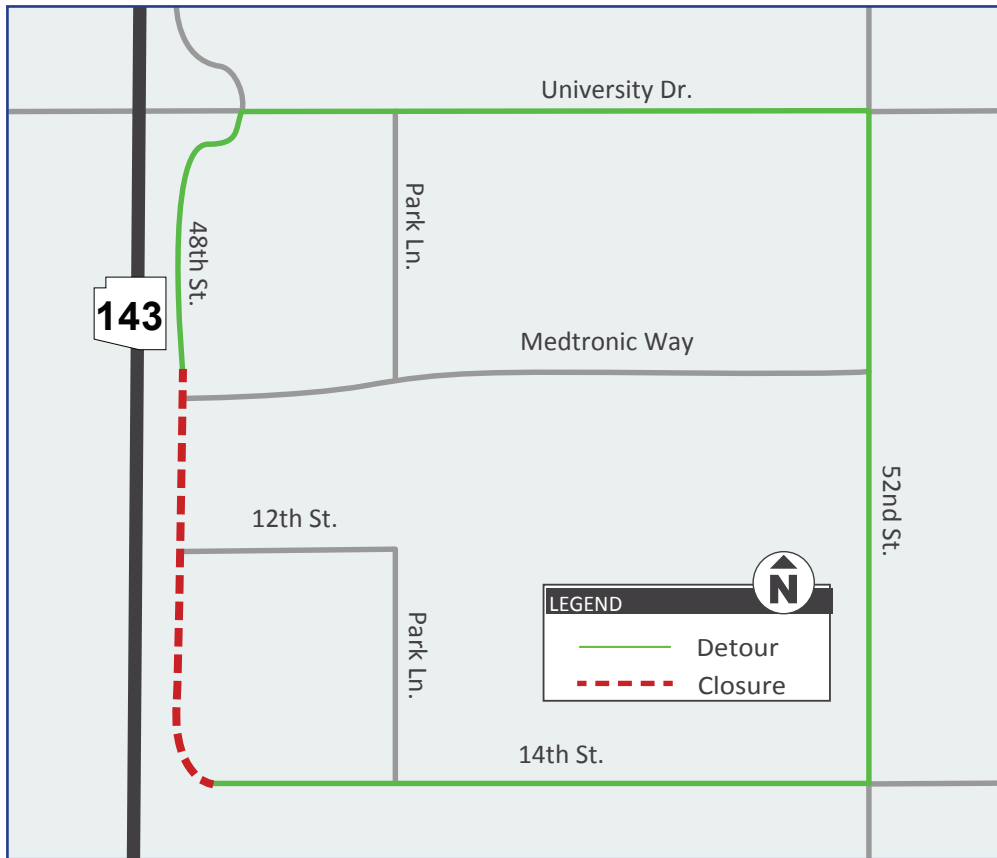 University Dr.
Park Ln.
48th St.
143
Medtronic Way
52nd St.
12th St.
N
LEGEND
Detour
Closure
Park Ln.
14th St.